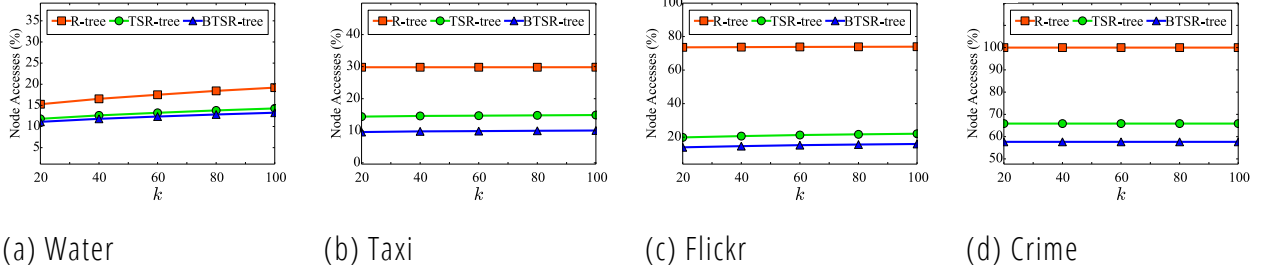 R-tree TSR-tree BTSR-tree
Node Accesses (%)
35
30
25
20
15
10
5
20 40 60 80 100
k
(a) Water
R-tree TSR-tree BTSR-tree
Node Accesses (%)
40
30
20
10
0
20 40 60 80 100
k
(b) Taxi
R-tree TSR-tree BTSR-tree
Node Accesses (%)
100
80
60
40
20
20 40 60 80 100
k
(c) Flickr
R-tree TSR-tree BTSR-tree
Node Accesses (%)
100
90
80
70
60
50
20 40 60 80 100
k
(d) Crime